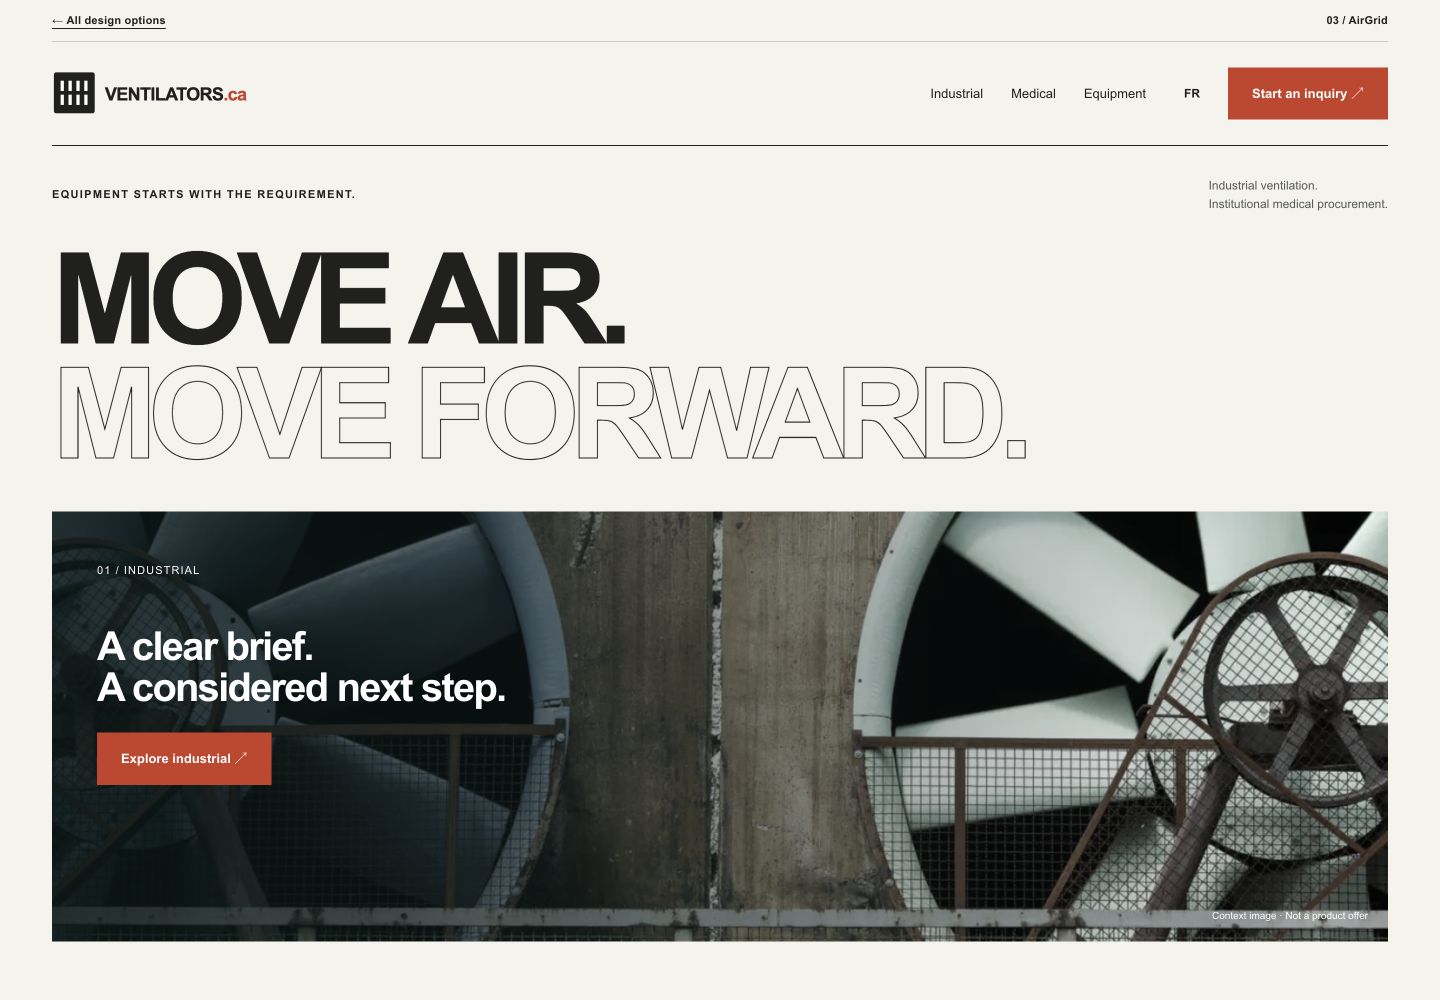 ← All design options
03 / AirGrid
VENTILATORS.ca
Industrial
Medical
Equipment
FR
Start an inquiry ↗
EQUIPMENT STARTS WITH THE REQUIREMENT.
Industrial ventilation.
Institutional medical procurement.
MOVE AIR.
MOVE FORWARD.
01 / INDUSTRIAL
A clear brief.
A considered next step.
Explore industrial ↗
Context image · Not a product offer